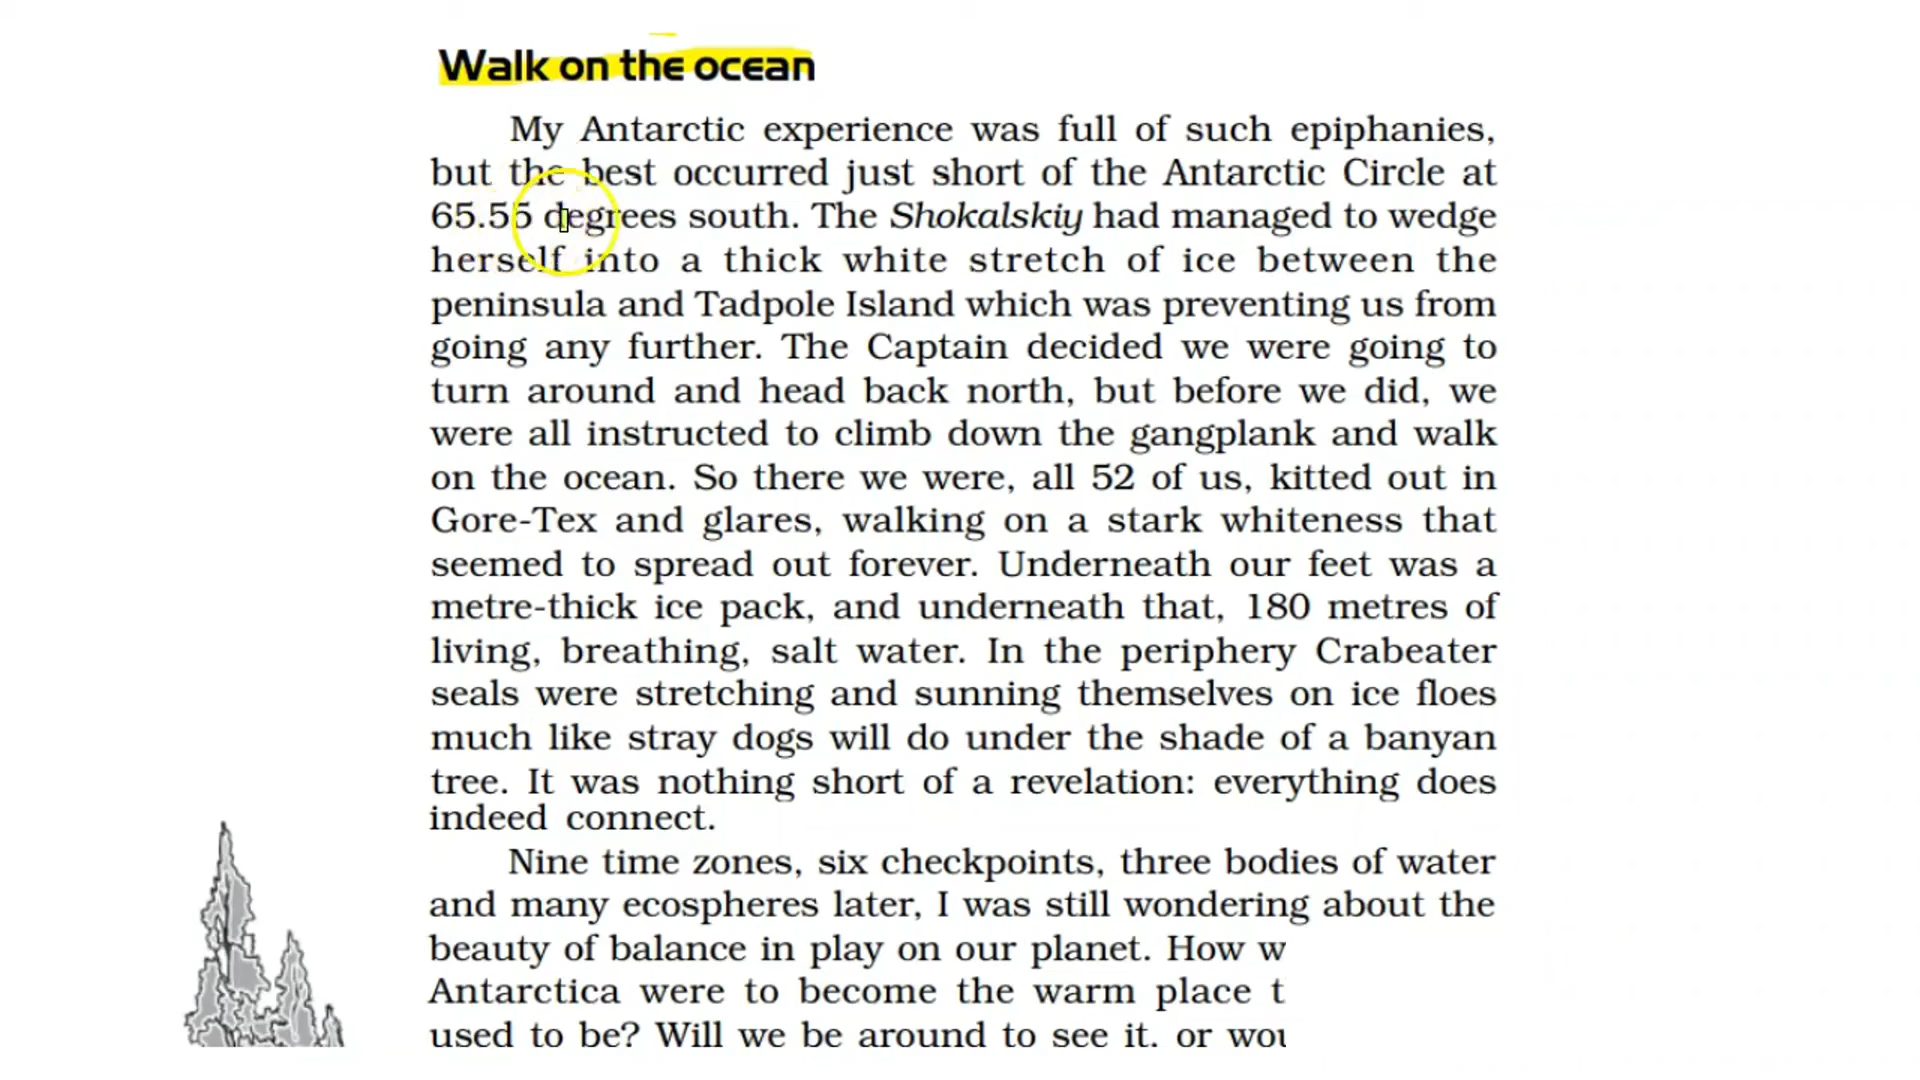 Walk on the ocean
My Antarctic experience was full of such epiphanies,
but the best occurred just short of the Antarctic Circle at
65.55 degrees south. The Shokalskiy had managed to wedge
herself into a thick white stretch of ice between the
peninsula and Tadpole Island which was preventing us from
going any further. The Captain decided we were going to
turn around and head back north, but before we did, we
were all instructed to climb down the gangplank and walk
on the ocean. So there we were, all 52 of us, kitted out in
Gore-Tex and glares, walking on a stark whiteness that
seemed to spread out forever. Underneath our feet was a
metre-thick ice pack, and underneath that, 180 metres of
living, breathing, salt water. In the periphery Crabeater
seals were stretching and sunning themselves on ice floes
much like stray dogs will do under the shade of a banyan
tree. It was nothing short of a revelation: everything does
indeed connect.
Nine time zones, six checkpoints, three bodies of water
and many ecospheres later, I was still wondering about the
beauty of balance in play on our planet. How w
Antarctica were to become the warm place t
used to be? Will we be around to see it, or wou